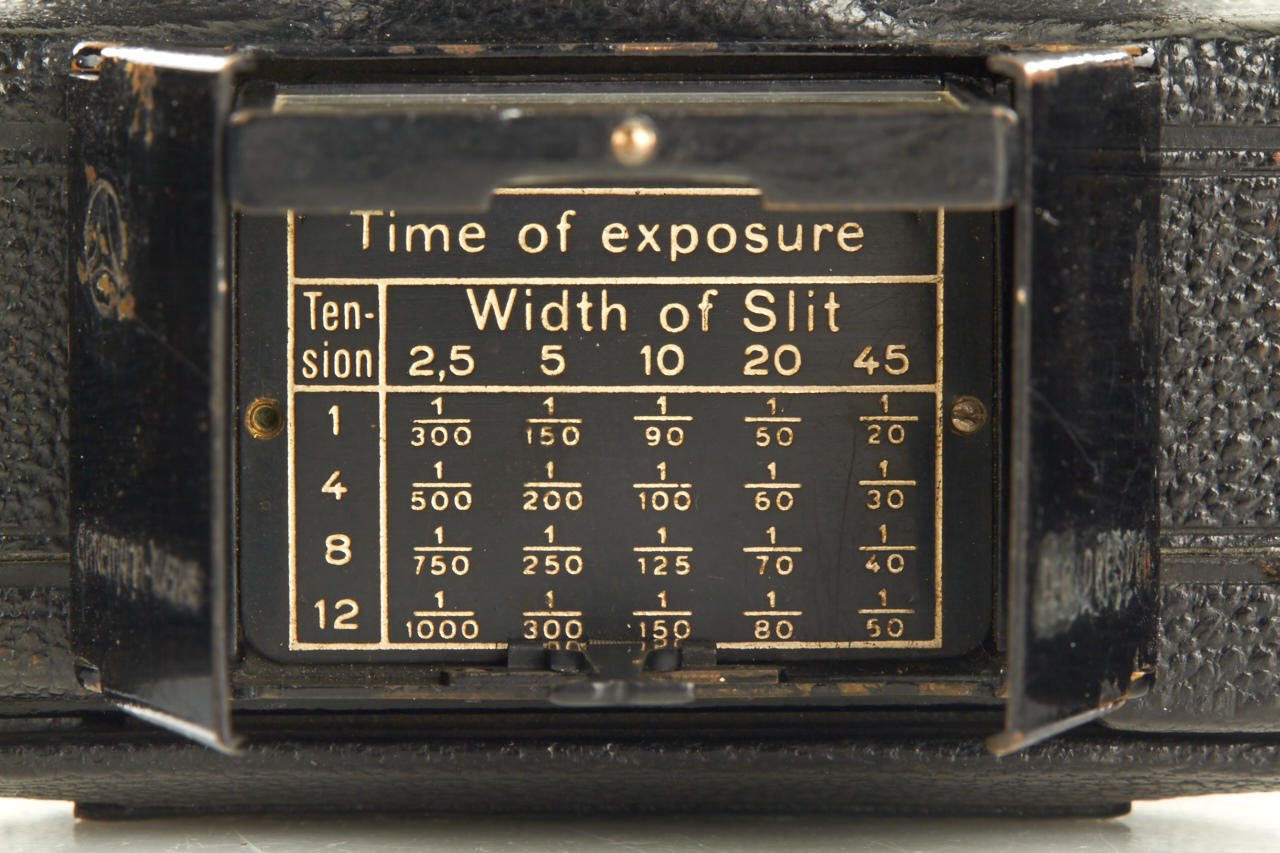 Time of exposure
Ten-sion Width of Slit
2,5 5 10 20 45
1 1/300 1/150 1/90 1/50 1/20
4 1/500 1/200 1/100 1/60 1/30
8 1/750 1/250 1/125 1/70 1/40
12 1/1000 1/300 1/150 1/80 1/50